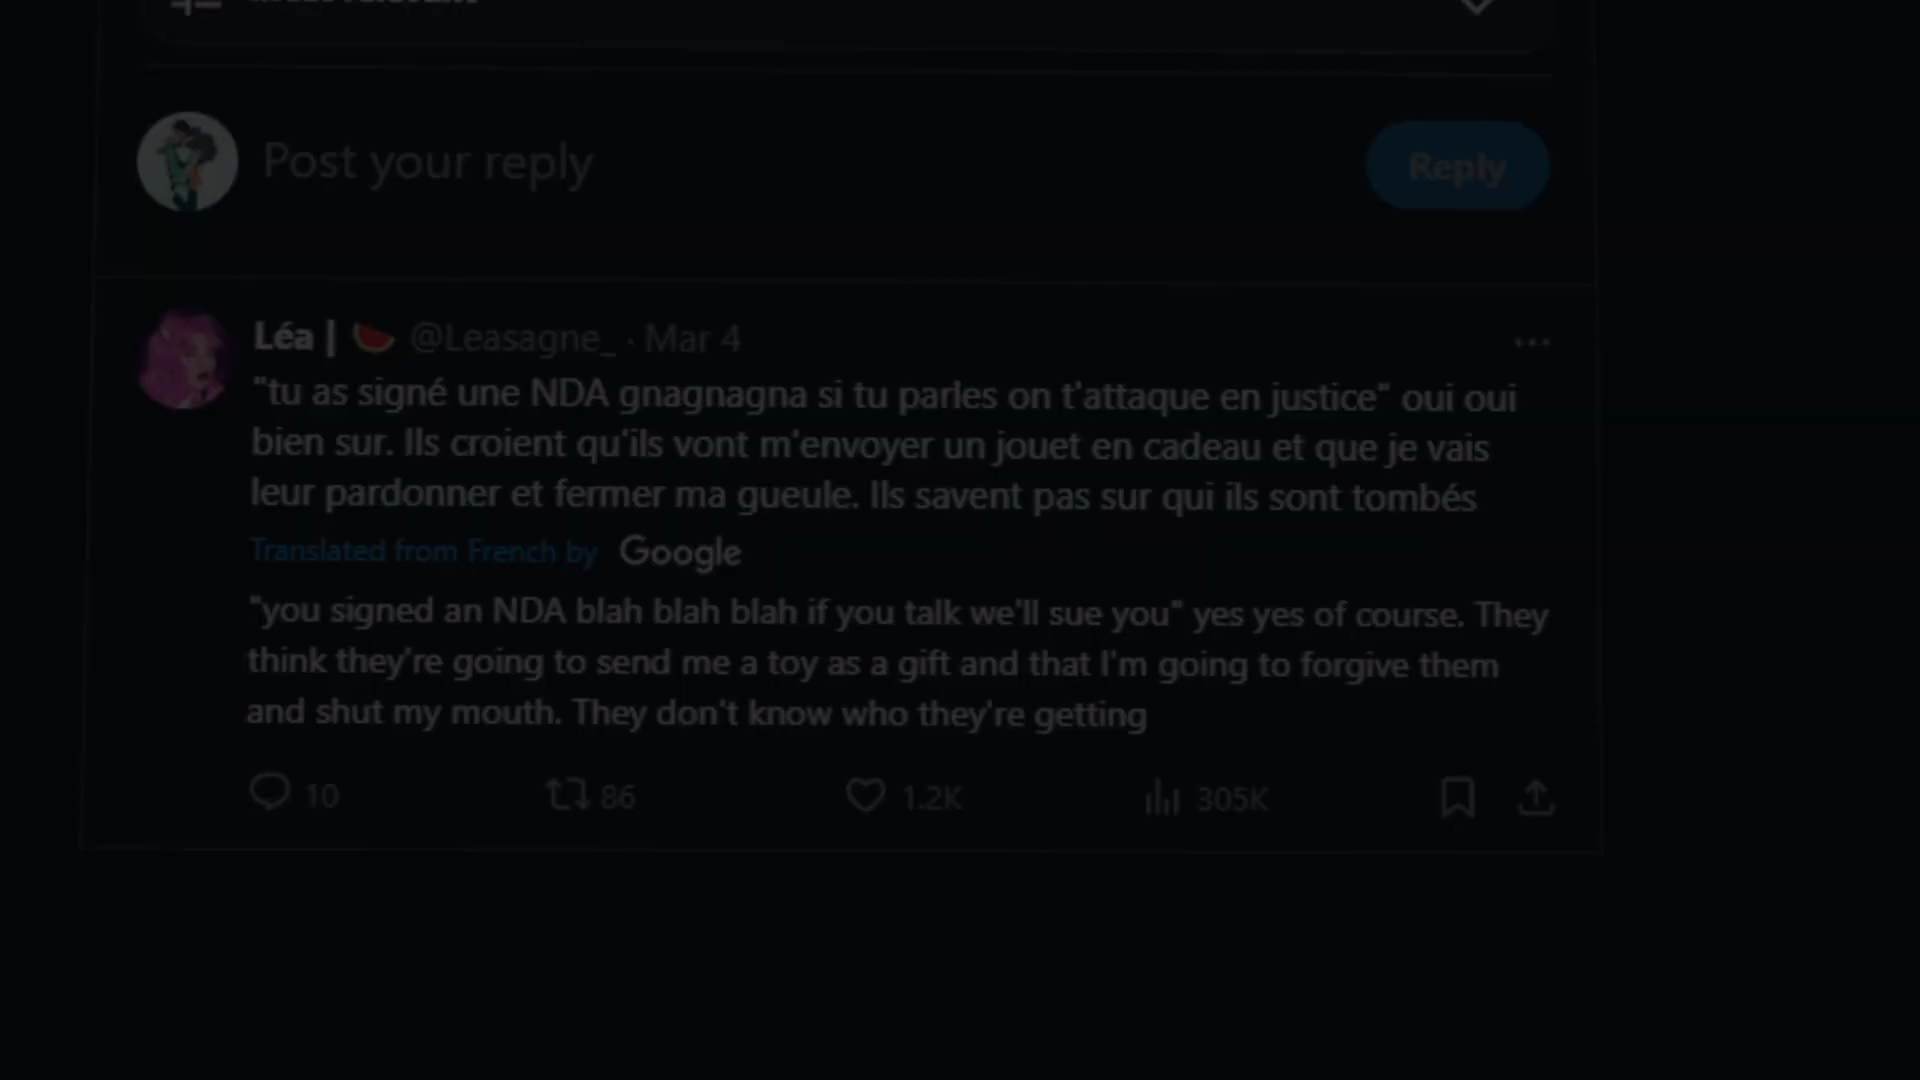 Post your reply
Reply
Léa | 🍉 @Leasagne_ · Mar 4
"tu as signé une NDA gnagnagna si tu parles on t'attaque en justice" oui oui
bien sur. Ils croient qu'ils vont m'envoyer un jouet en cadeau et que je vais
leur pardonner et fermer ma gueule. Ils savent pas sur qui ils sont tombés
Translated from French by Google
"you signed an NDA blah blah blah if you talk we'll sue you" yes yes of course. They
think they're going to send me a toy as a gift and that I'm going to forgive them
and shut my mouth. They don't know who they're getting
10 86 1.2K 305K